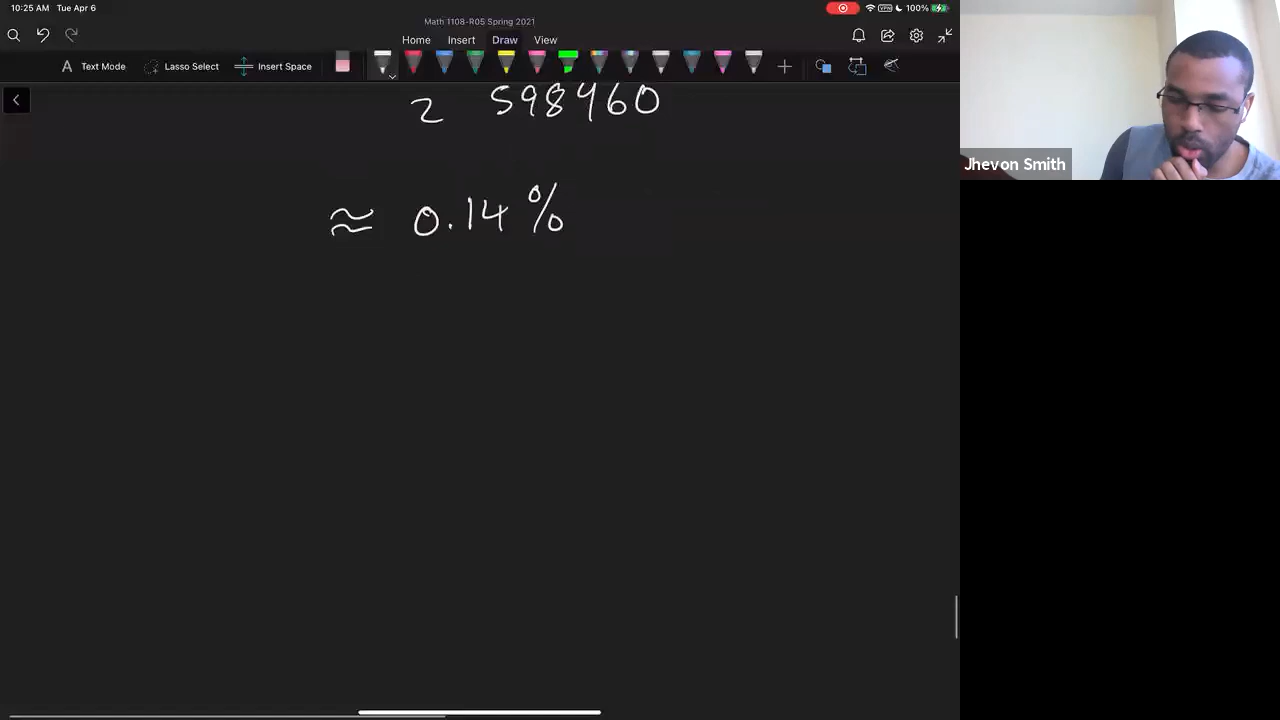 10:25 AM Tue Apr 6
VPN 100%
Math 1108-R05 Spring 2021
Home Insert Draw View
A Text Mode Lasso Select Insert Space
2 598960
≈ 0.14%
Jhevon Smith